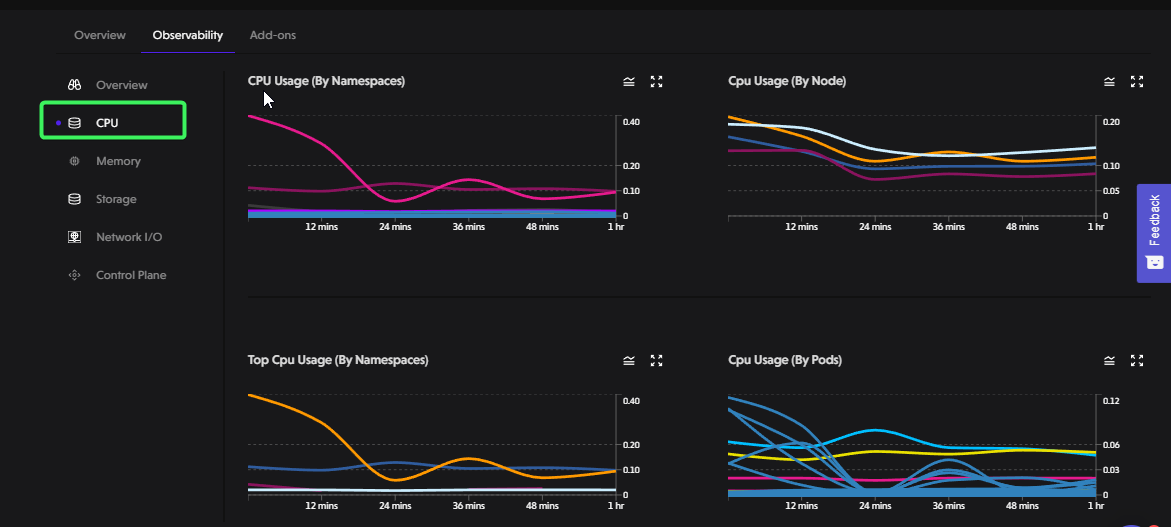 Overview Observability Add-ons
Overview
CPU
Memory
Storage
Network I/O
Control Plane
CPU Usage (By Namespaces)
0.40
0.20
0.10
0
12 mins 24 mins 36 mins 48 mins 1 hr
Cpu Usage (By Node)
0.20
0.10
0.05
0
12 mins 24 mins 36 mins 48 mins 1 hr
Top Cpu Usage (By Namespaces)
0.40
0.20
0.10
0
12 mins 24 mins 36 mins 48 mins 1 hr
Cpu Usage (By Pods)
0.12
0.06
0.03
0
12 mins 24 mins 36 mins 48 mins 1 hr
Feedback